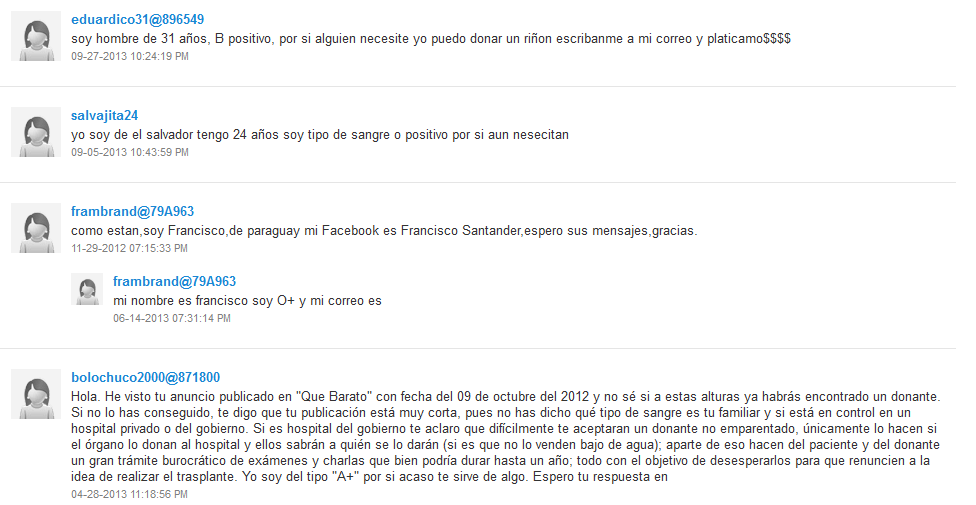 eduardico31@896549
soy hombre de 31 años, B positivo, por si alguien necesite yo puedo donar un riñon escribanme a mi correo y platicamo$$$$
09-27-2013 10:24:19 PM
salvajita24
yo soy de el salvador tengo 24 años soy tipo de sangre o positivo por si aun nesecitan
09-05-2013 10:43:59 PM
frambrand@79A963
como estan,soy Francisco,de paraguay mi Facebook es Francisco Santander,espero sus mensajes,gracias.
11-29-2012 07:15:33 PM
frambrand@79A963
mi nombre es francisco soy O+ y mi correo es
06-14-2013 07:31:14 PM
bolochuco2000@871800
Hola. He visto tu anuncio publicado en "Que Barato" con fecha del 09 de octubre del 2012 y no sé si a estas alturas ya habrás encontrado un donante.
Si no lo has conseguido, te digo que tu publicación está muy corta, pues no has dicho qué tipo de sangre es tu familiar y si está en control en un
hospital privado o del gobierno. Si es hospital del gobierno te aclaro que difícilmente te aceptaran un donante no emparentado, únicamente lo hacen si
el órgano lo donan al hospital y ellos sabrán a quién se lo darán (si es que no lo venden bajo de agua); aparte de eso hacen del paciente y del donante
un gran trámite burocrático de exámenes y charlas que bien podría durar hasta un año; todo con el objetivo de desesperarlos para que renuncien a la
idea de realizar el trasplante. Yo soy del tipo "A+" por si acaso te sirve de algo. Espero tu respuesta en
04-28-2013 11:18:56 PM